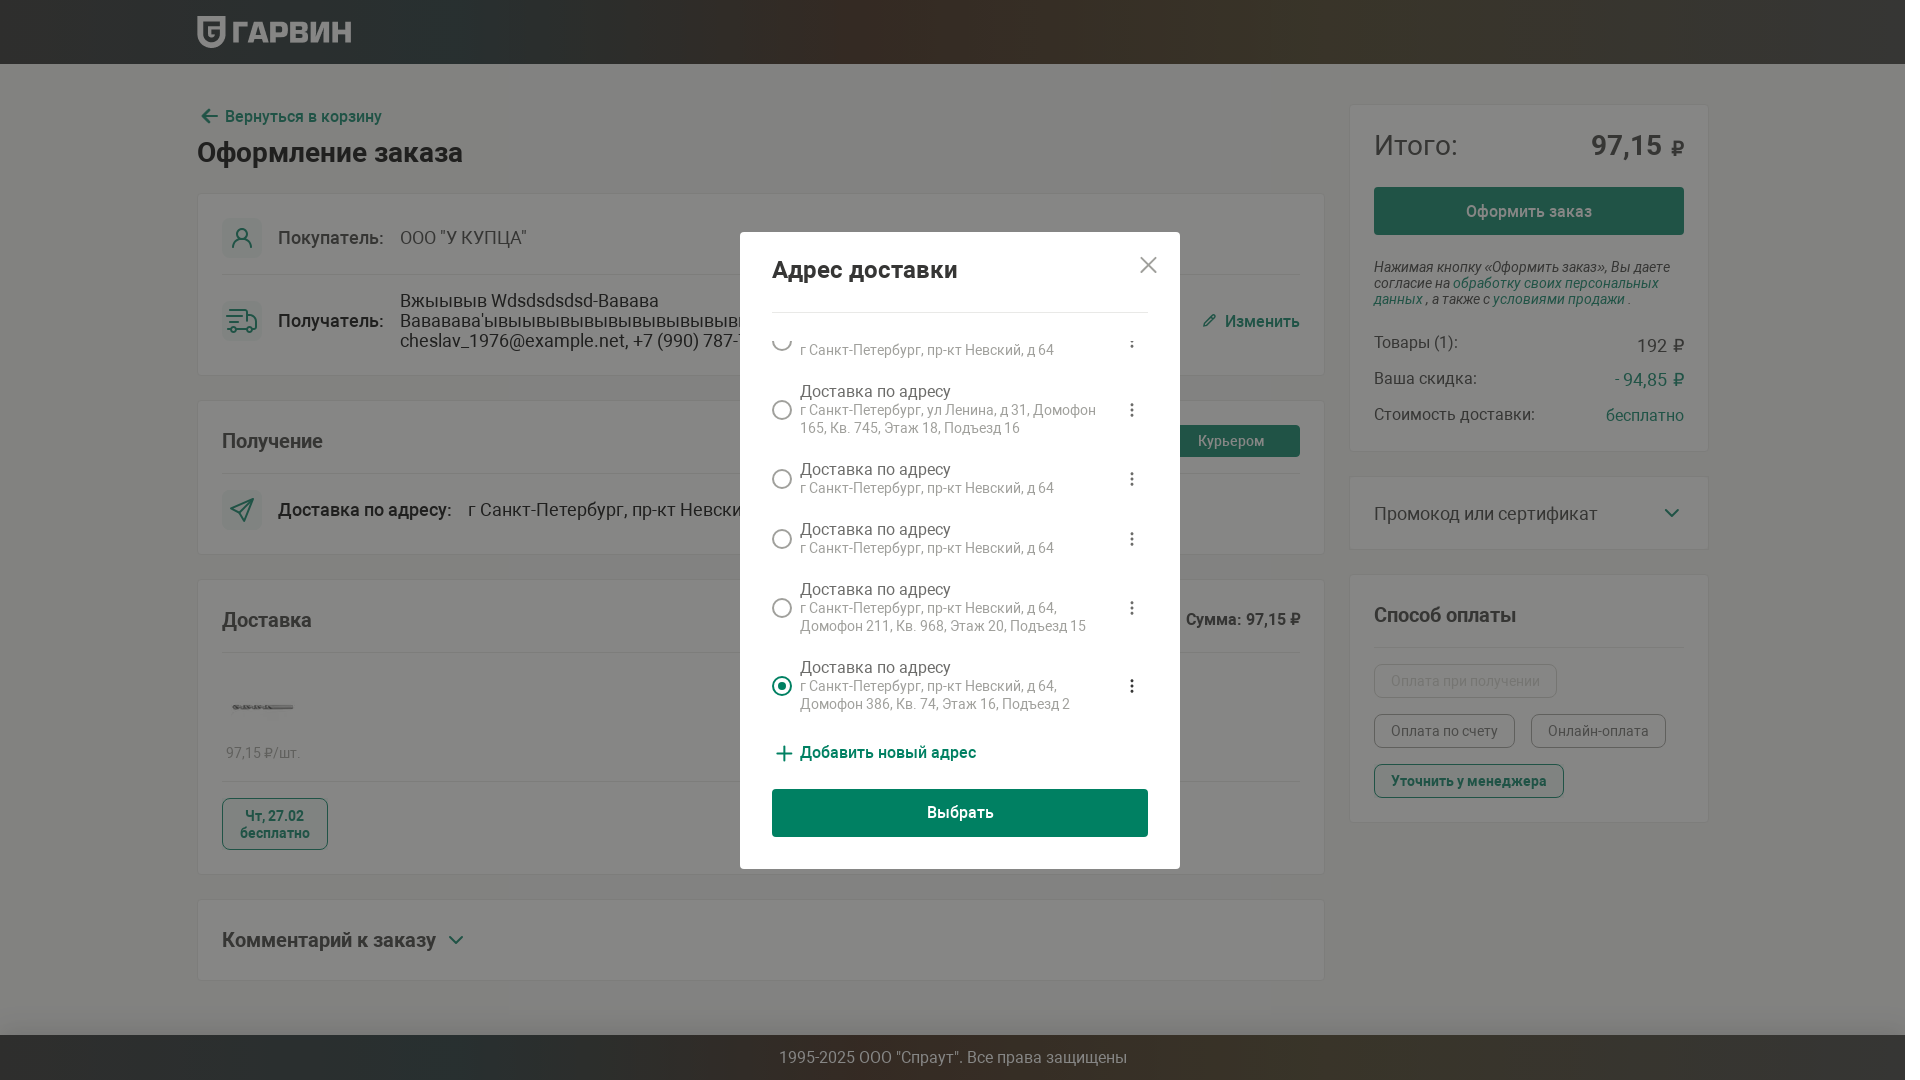 ГАРВИН
Вернуться в корзину
Оформление заказа
Покупатель: ООО "У КУПЦА"
Получатель:
Вжыывыв Wdsdsdsdsd-Вавава
cheslav_1976@example.net, +7 (990) 787-
Изменить
Получение
Курьером
Доставка по адресу: г Санкт-Петербург, пр-кт Невски
Доставка
Сумма: 97,15 ₽
97,15 ₽/шт.
Чт, 27.02
бесплатно
Комментарий к заказу
Адрес доставки
г Санкт-Петербург, пр-кт Невский, д 64
Доставка по адресу
г Санкт-Петербург, ул Ленина, д 31, Домофон
165, Кв. 745, Этаж 18, Подъезд 16
Доставка по адресу
г Санкт-Петербург, пр-кт Невский, д 64
Доставка по адресу
г Санкт-Петербург, пр-кт Невский, д 64
Доставка по адресу
г Санкт-Петербург, пр-кт Невский, д 64,
Домофон 211, Кв. 968, Этаж 20, Подъезд 15
Доставка по адресу
г Санкт-Петербург, пр-кт Невский, д 64,
Домофон 386, Кв. 74, Этаж 16, Подъезд 2
Добавить новый адрес
Выбрать
Итого: 97,15 ₽
Оформить заказ
Нажимая кнопку «Оформить заказ», Вы даете
согласие на обработку своих персональных
данных , а также с условиями продажи .
Товары (1): 192 ₽
Ваша скидка: - 94,85 ₽
Стоимость доставки: бесплатно
Промокод или сертификат
Способ оплаты
Оплата при получении
Оплата по счету Онлайн-оплата
Уточнить у менеджера
1995-2025 ООО "Спраут". Все права защищены